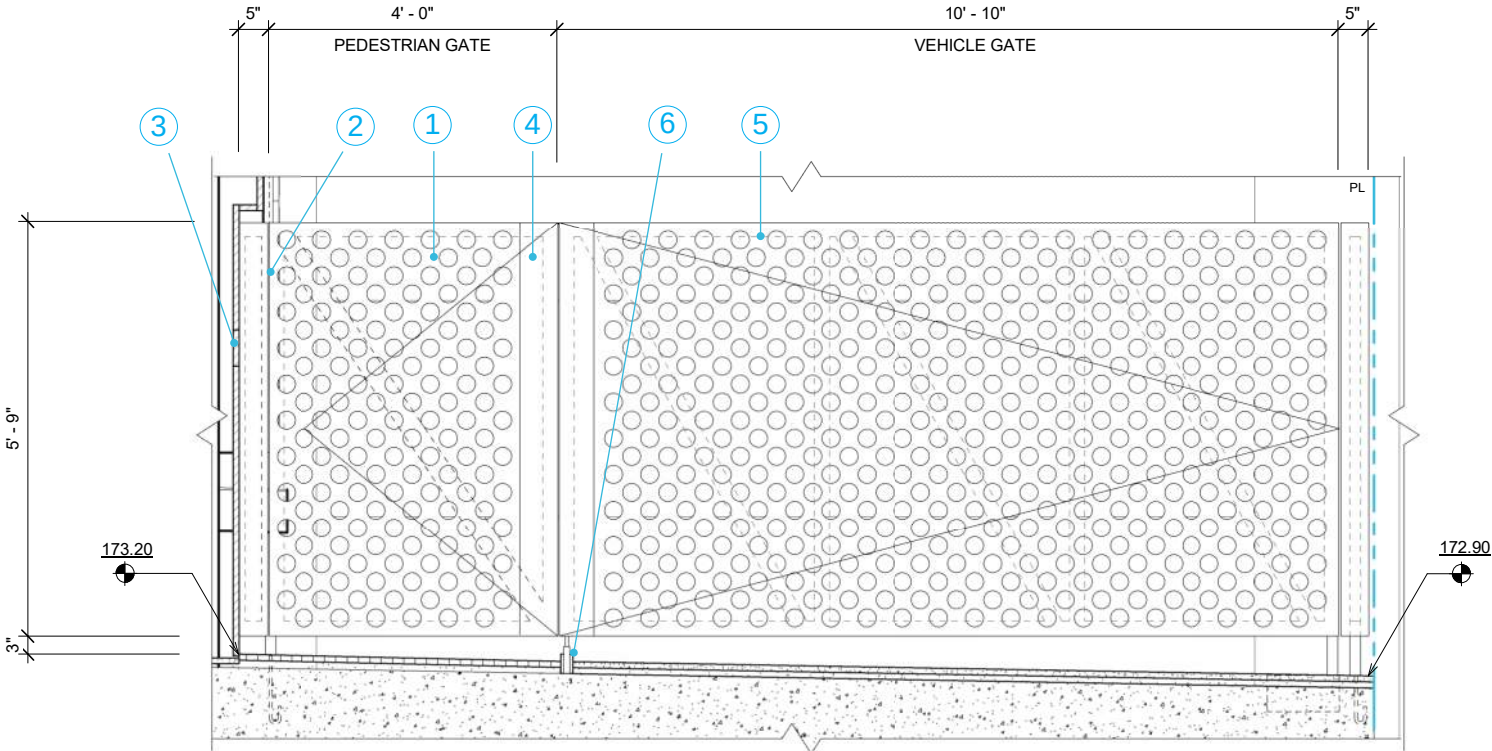 5" 4' - 0" 10' - 10" 5"
PEDESTRIAN GATE VEHICLE GATE
3 2 1 4 6 5
PL
5' - 9"
173.20 172.90
3"